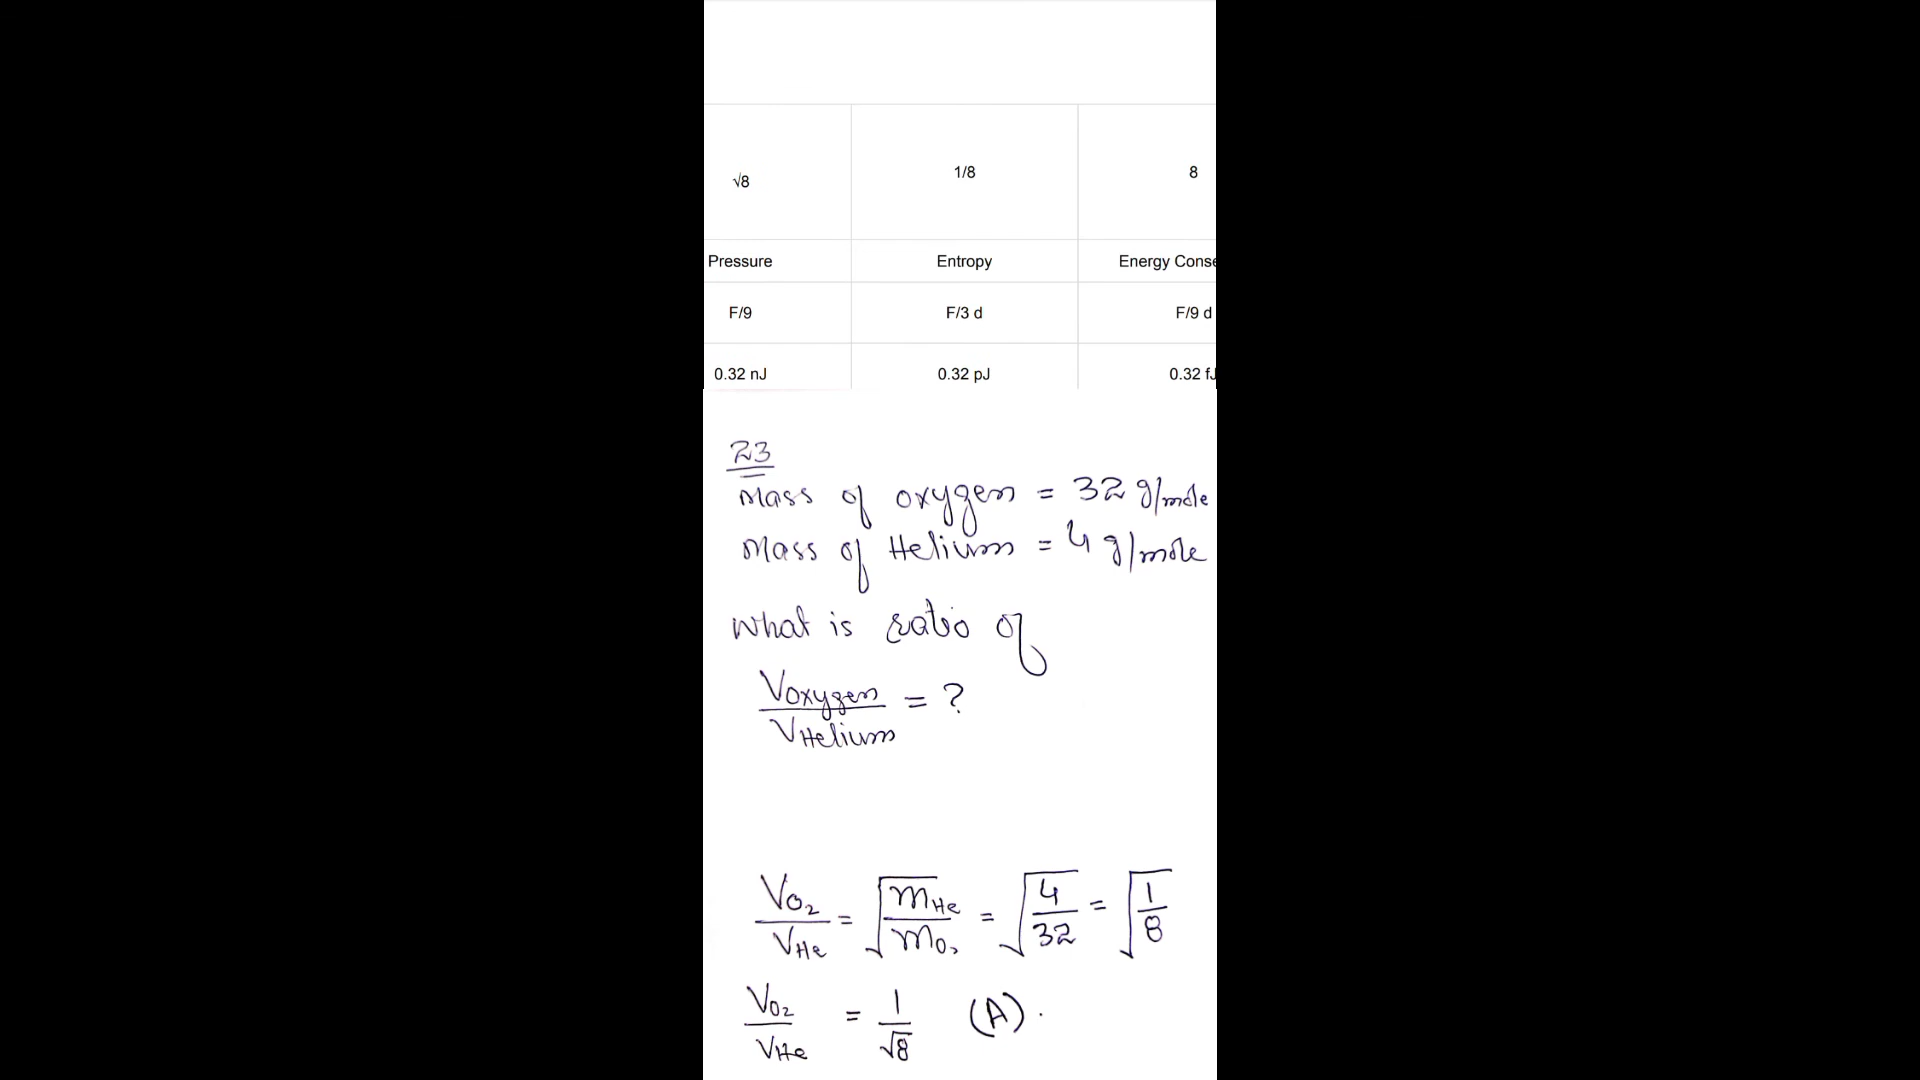 √8 1/8 8
Pressure Entropy Energy Conse
F/9 F/3 d F/9 d
0.32 nJ 0.32 pJ 0.32 fJ
23
Mass of oxygen = 32 g/mole
Mass of Helium = 4 g/mole
What is ratio of
Voxygen/VHelium = ?
VO₂/VHe = √(mHe/mO₂) = √(4/32) = √(1/8)
VO₂/VHe = 1/√8 (A).